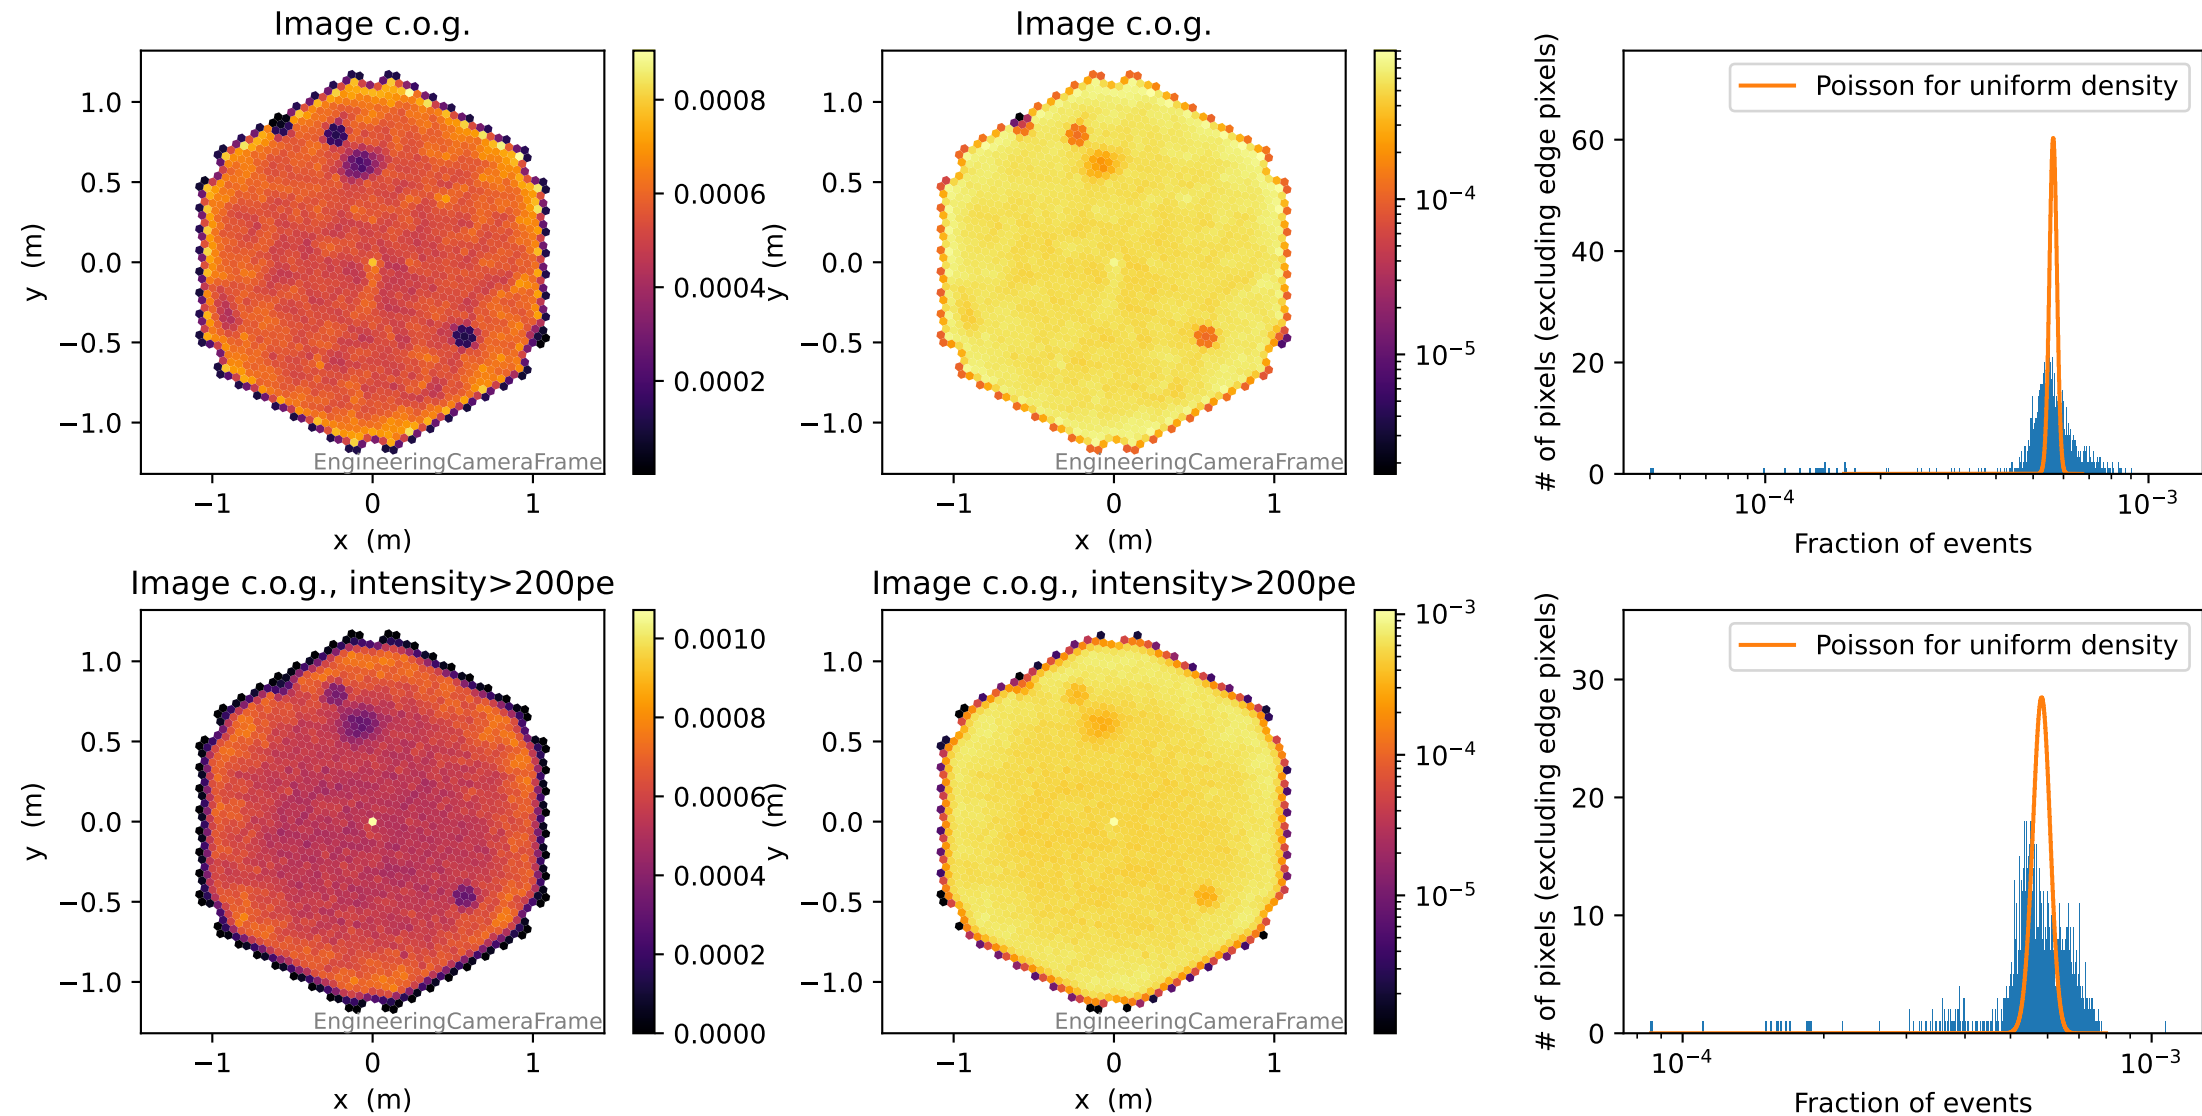 Image c.o.g.
1.0
0.5
0.0
−0.5
−1.0
y (m)
−1
0
1
x (m)
EngineeringCameraFrame
0.0008
0.0006
0.0004
0.0002
Image c.o.g.
1.0
0.5
0.0
−0.5
−1.0
y (m)
−1
0
1
x (m)
EngineeringCameraFrame
10⁻⁴
10⁻⁵
# of pixels (excluding edge pixels)
60
40
20
0
Poisson for uniform density
10⁻⁴
10⁻³
Fraction of events
Image c.o.g., intensity>200pe
1.0
0.5
0.0
−0.5
−1.0
y (m)
−1
0
1
x (m)
EngineeringCameraFrame
0.0010
0.0008
0.0006
0.0004
0.0002
0.0000
Image c.o.g., intensity>200pe
1.0
0.5
0.0
−0.5
−1.0
y (m)
−1
0
1
x (m)
EngineeringCameraFrame
10⁻³
10⁻⁴
10⁻⁵
# of pixels (excluding edge pixels)
30
20
10
0
Poisson for uniform density
10⁻⁴
10⁻³
Fraction of events